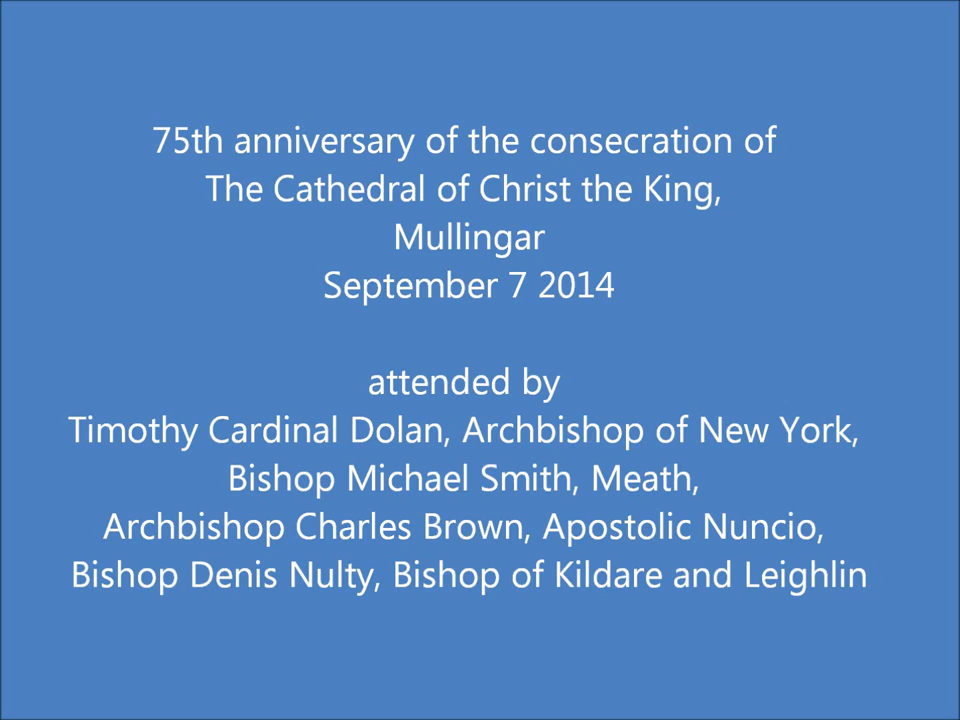 75th anniversary of the consecration of
The Cathedral of Christ the King,
Mullingar
September 7 2014
attended by
Timothy Cardinal Dolan, Archbishop of New York,
Bishop Michael Smith, Meath,
Archbishop Charles Brown, Apostolic Nuncio,
Bishop Denis Nulty, Bishop of Kildare and Leighlin